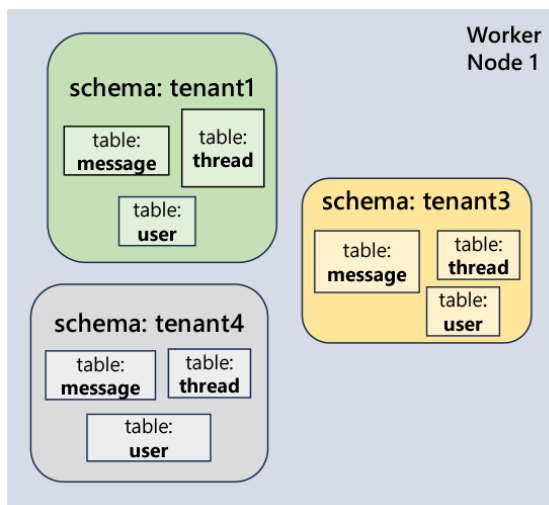 Worker
Node 1
schema: tenant1
table:
message
table:
thread
table:
user
schema: tenant3
table:
message
table:
thread
table:
user
schema: tenant4
table:
message
table:
thread
table:
user